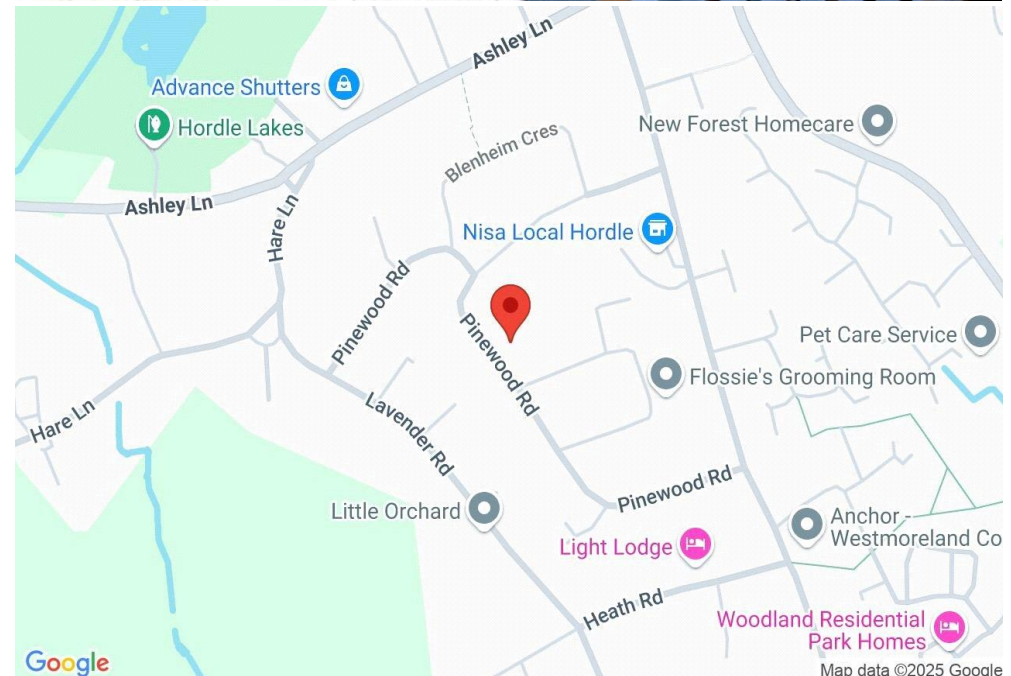 Ashley Ln
Advance Shutters
Hordle Lakes
New Forest Homecare
Blenheim Cres
Ashley Ln
Hare Ln
Nisa Local Hordle
Pinewood Rd
Pinewood Rd
Pet Care Service
Flossie's Grooming Room
Hare Ln
Lavender Rd
Pinewood Rd
Little Orchard
Anchor -
Westmoreland Co
Light Lodge
Heath Rd
Woodland Residential
Park Homes
Google
Map data ©2025 Google